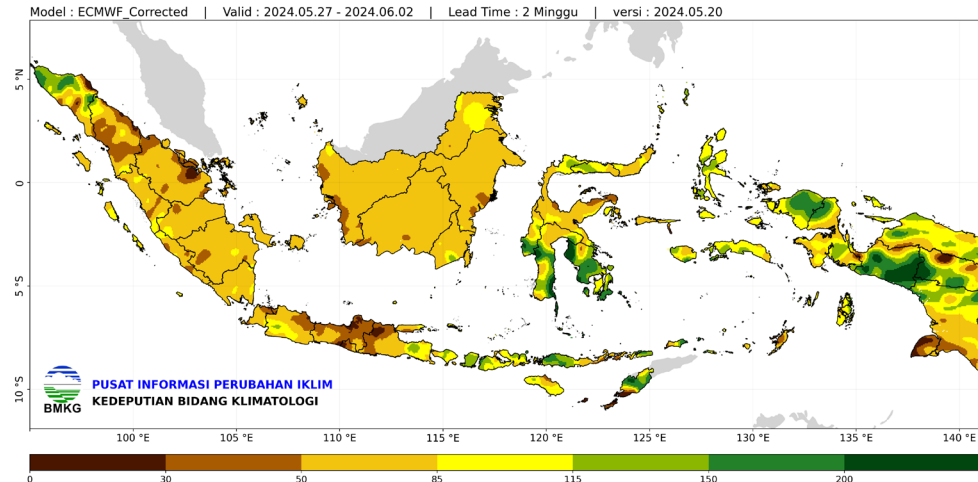 Model : ECMWF_Corrected | Valid : 2024.05.27 - 2024.06.02 | Lead Time : 2 Minggu | versi : 2024.05.20
5 °N
0
5 °S
10 °S
BMKG
PUSAT INFORMASI PERUBAHAN IKLIM
KEDEPUTIAN BIDANG KLIMATOLOGI
100 °E 105 °E 110 °E 115 °E 120 °E 125 °E 130 °E 135 °E 140 °E
0 30 50 85 115 150 200